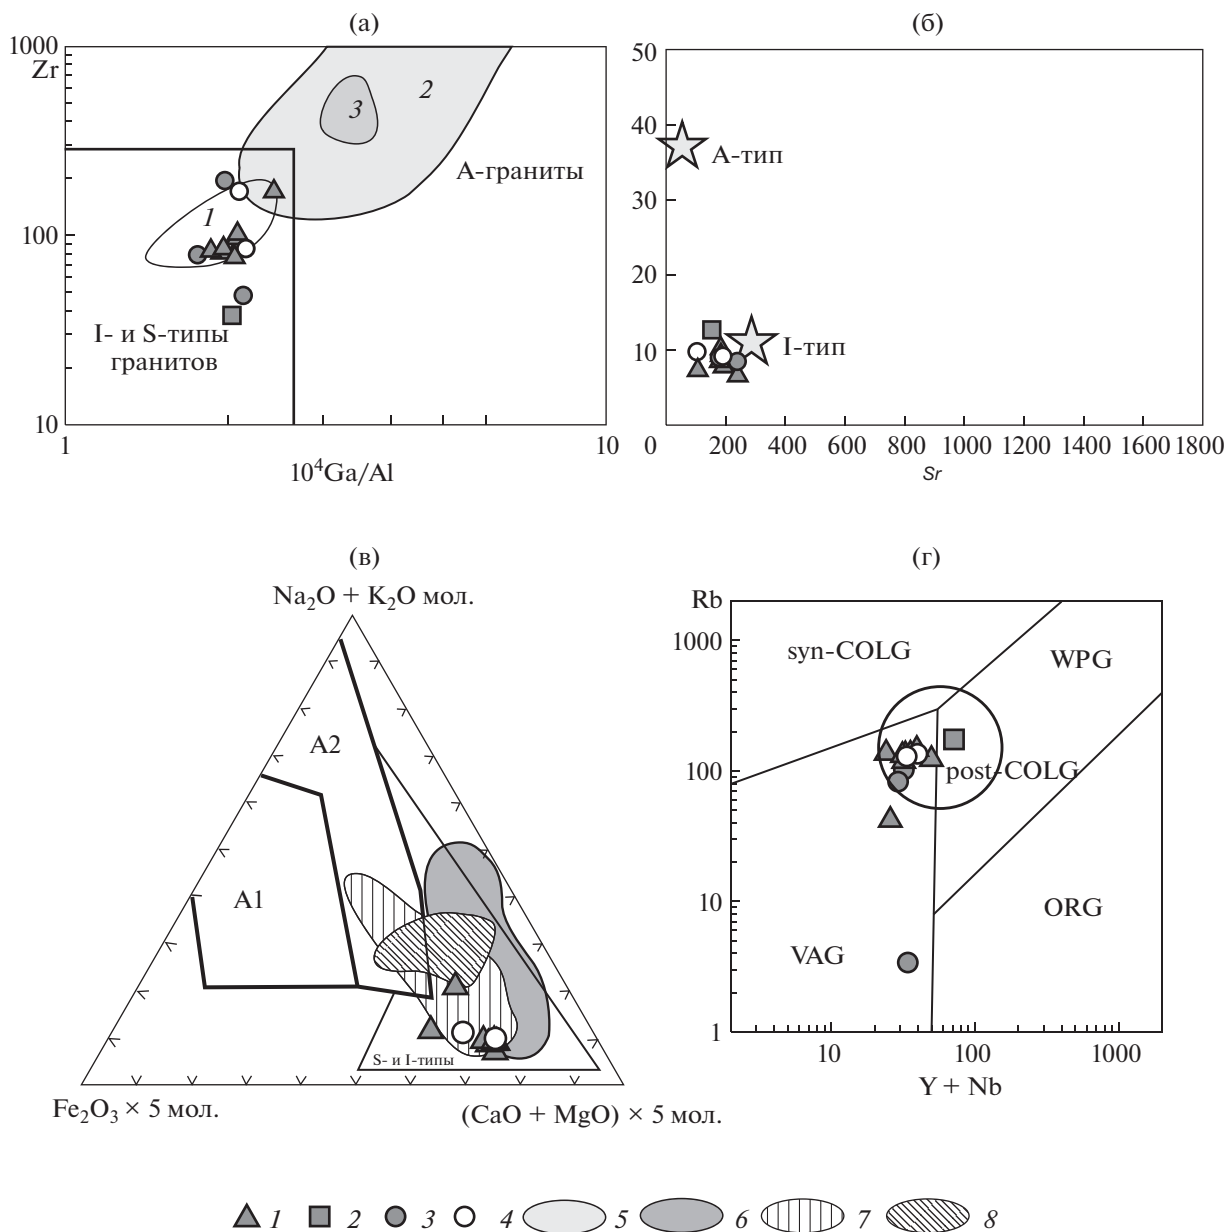 (а)
1000
Zr
2
3
А-граниты
1
100
I- и S-типы
гранитов
10
1
10
10⁴Ga/Al
(б)
50
40
А-тип
30
20
I-тип
10
0
200 400 600 800 1000 1200 1400 1600 1800
Sr
(в)
Na₂O + K₂O мол.
A2
A1
S- и I-типы
Fe₂O₃ × 5 мол.
(CaO + MgO) × 5 мол.
(г)
Rb
1000
syn-COLG
WPG
100
post-COLG
10
ORG
VAG
1
10
100
1000
Y + Nb
1 2 3 4 5 6 7 8